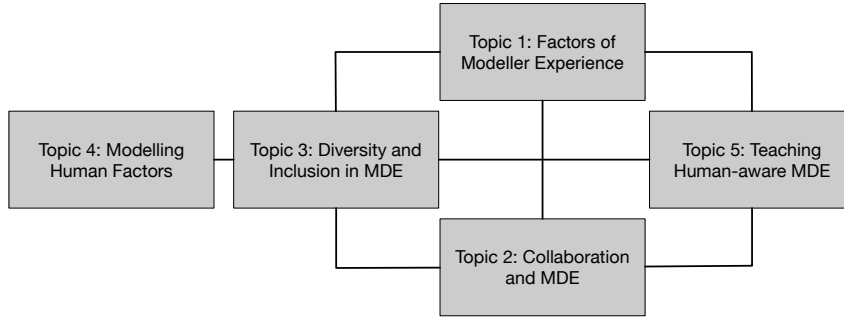 Topic 1: Factors of
Modeller Experience
Topic 4: Modelling
Human Factors
Topic 3: Diversity and
Inclusion in MDE
Topic 5: Teaching
Human-aware MDE
Topic 2: Collaboration
and MDE